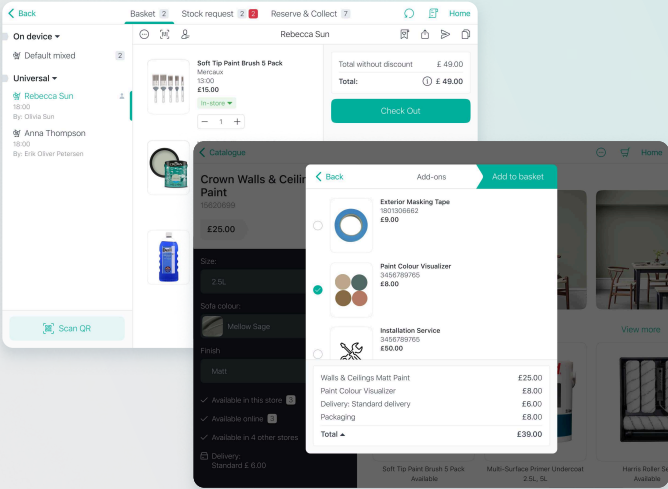 Back
Basket 2
Stock request 2 2
Reserve & Collect 7
Home
On device
Default mixed 2
Universal
Rebecca Sun
18:00
By: Olivia Sun
Anna Thompson
18:00
By: Erik Oliver Petersen
Scan QR
Rebecca Sun
Soft Tip Paint Brush 5 Pack
Mercaux
13:00
£15.00
In-store
1
Total without discount £ 49.00
Total: £ 49.00
Check Out
Catalogue
Home
Crown Walls & Ceilin
Paint
15620699
£25.00
Size:
2.5L
Sofa colour:
Mellow Sage
Finish
Matt
Available in this store 3
Available online 3
Available in 4 other stores
Delivery:
Standard £ 6.00
Back
Add-ons
Add to basket
Exterior Masking Tape
1801306662
£9.00
Paint Colour Visualizer
3456789765
£8.00
Installation Service
3456789765
£50.00
Walls & Ceilings Matt Paint £25.00
Paint Colour Visualizer £8.00
Delivery: Standard delivery £6.00
Packaging £8.00
Total £39.00
View more
Soft Tip Paint Brush 5 Pack
Available
Multi-Surface Primer Undercoat
2.5L, 5L
Harris Roller Se
Available